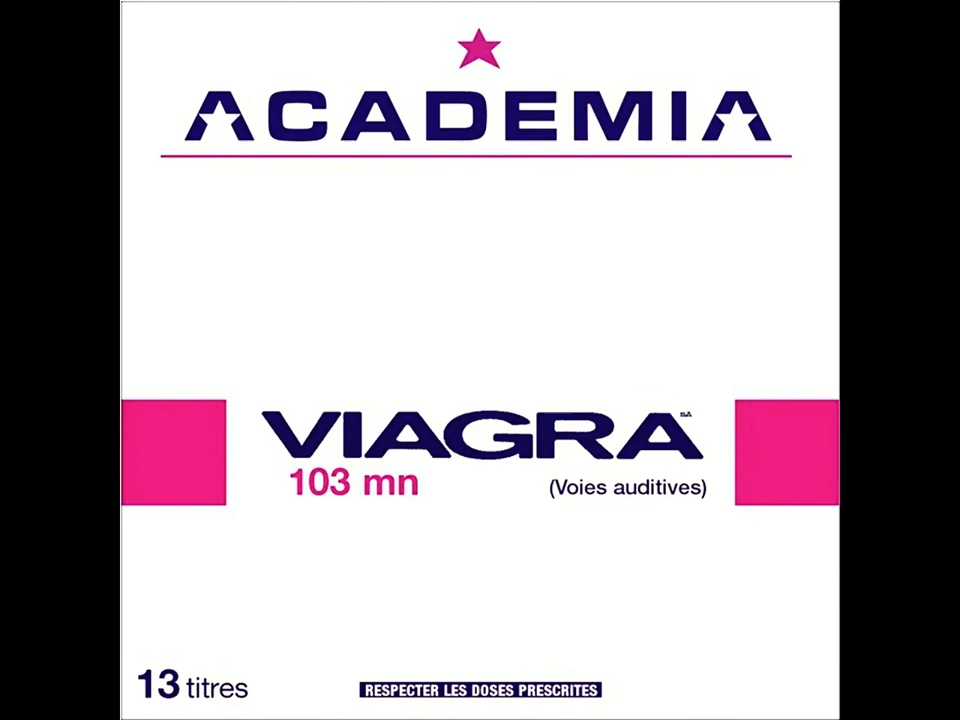 ACADEMIA
VIAGRA
103 mn (Voies auditives)
13 titres
RESPECTER LES DOSES PRESCRITES